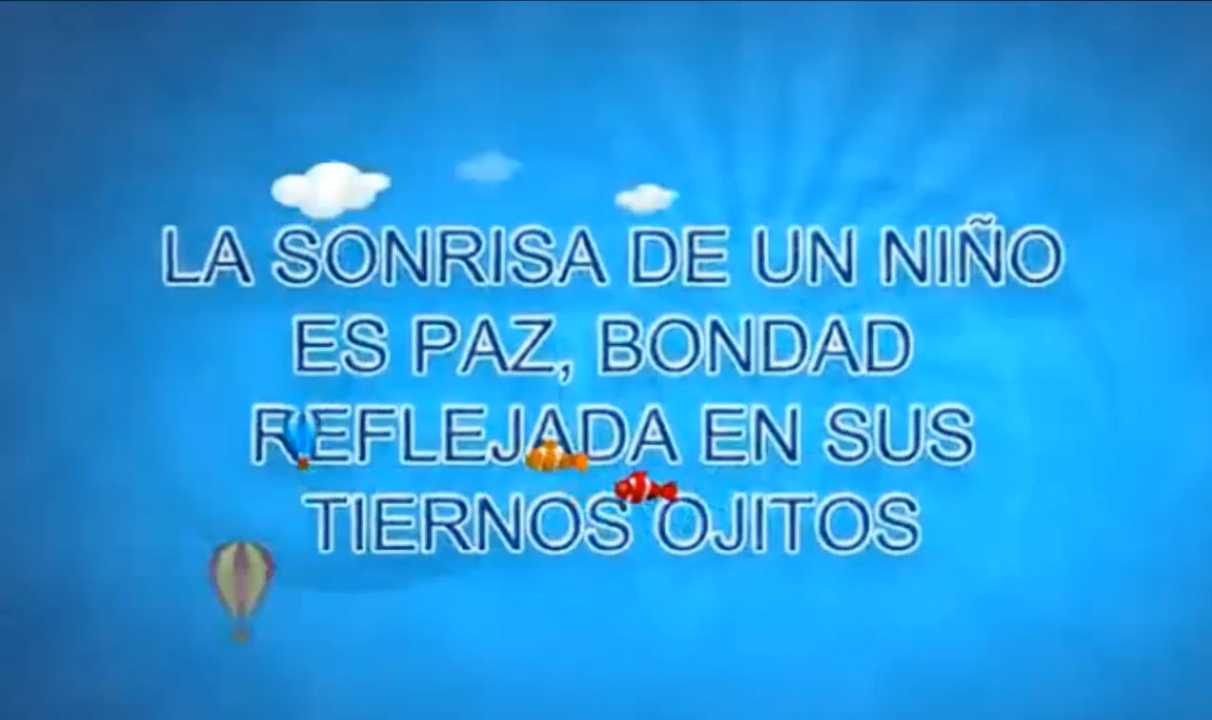 LA SONRISA DE UN NIÑO
ES PAZ, BONDAD
REFLEJADA EN SUS
TIERNOS OJITOS